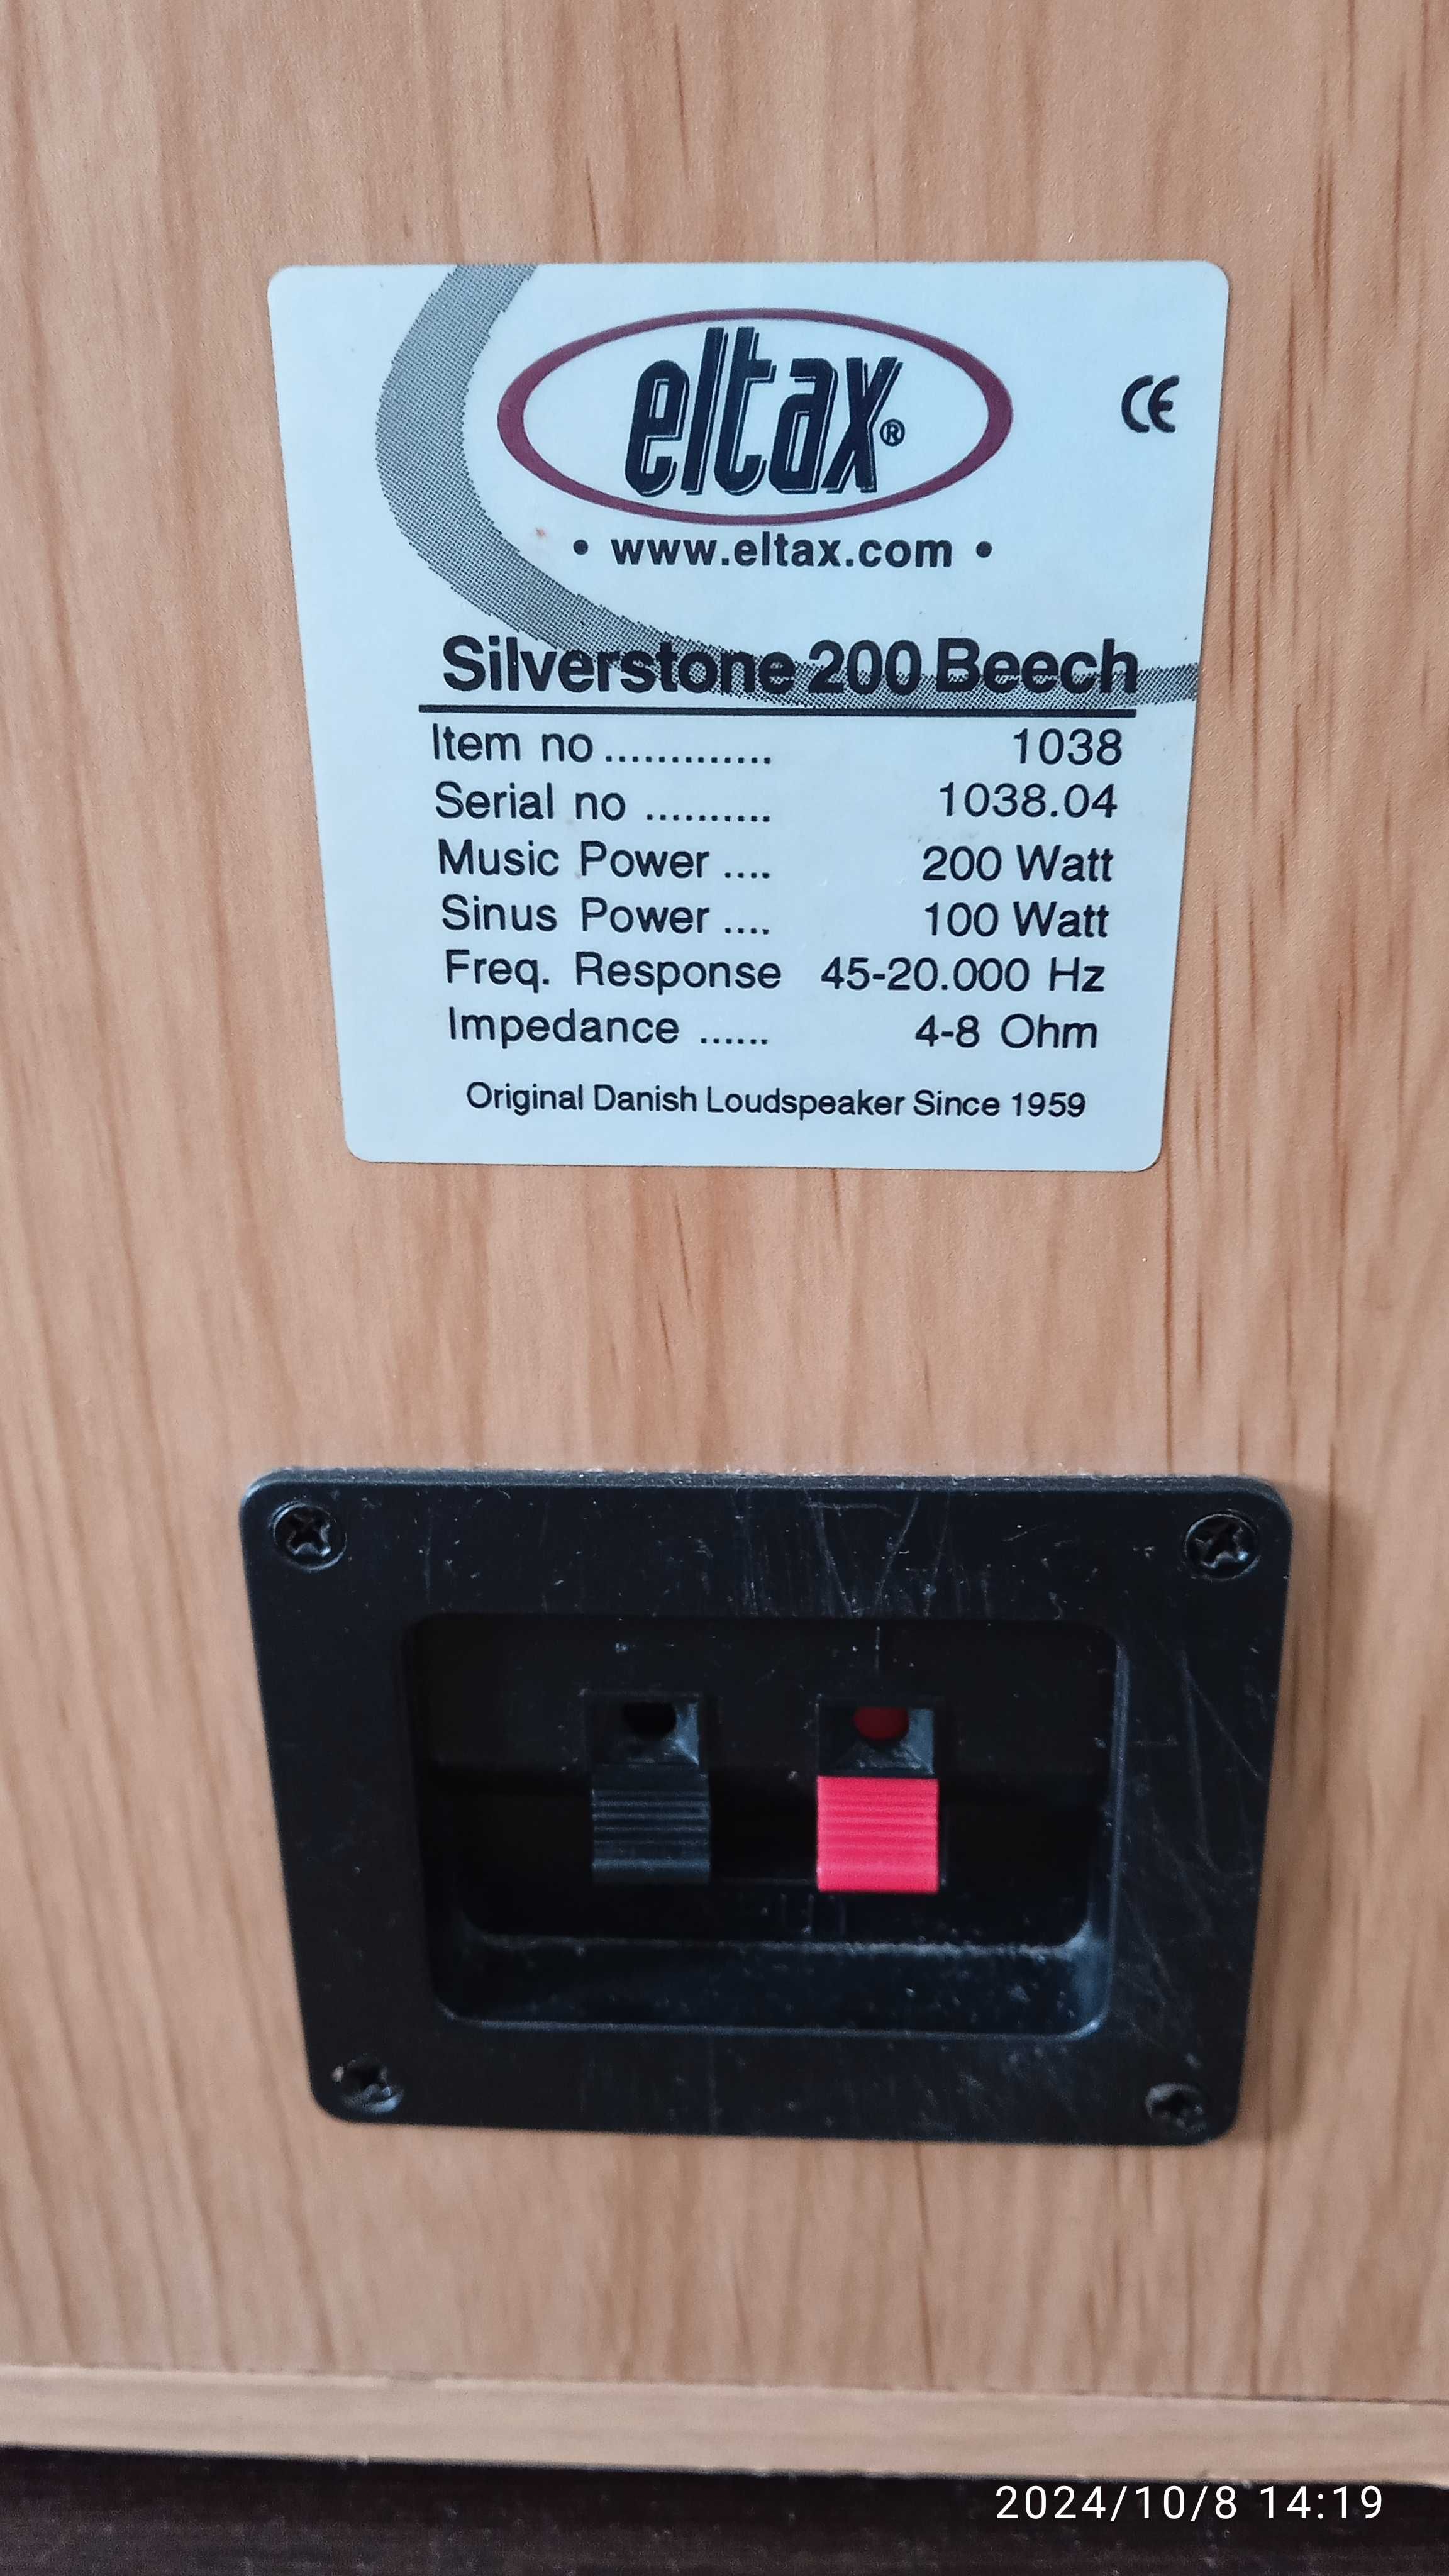 eltax®
CE
• www.eltax.com •
Silverstone 200 Beech
Item no ............. 1038
Serial no .......... 1038.04
Music Power .... 200 Watt
Sinus Power .... 100 Watt
Freq. Response 45-20.000 Hz
Impedance ...... 4-8 Ohm
Original Danish Loudspeaker Since 1959
2024/10/8 14:19